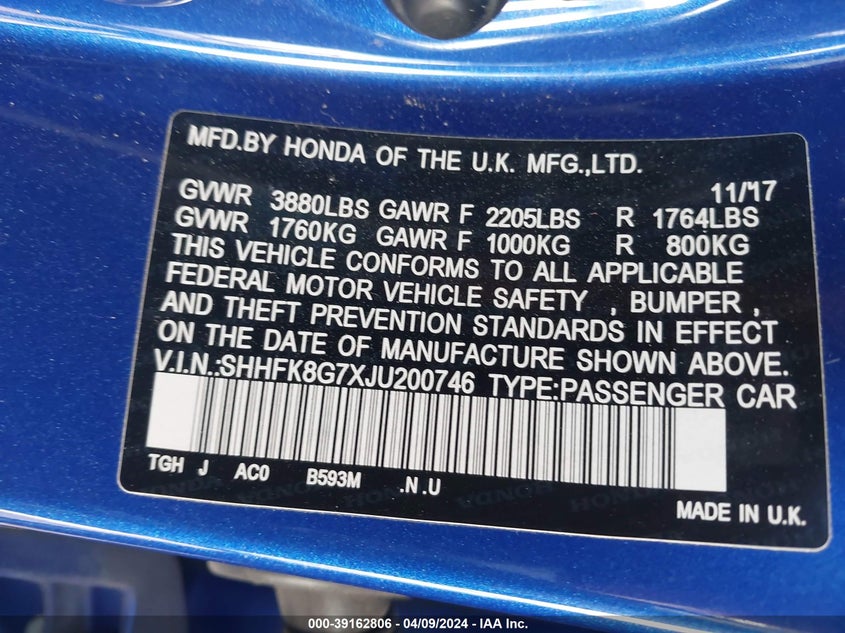 MFD.BY HONDA OF THE U.K. MFG.,LTD.
11/17
GVWR 3880LBS GAWR F 2205LBS R 1764LBS
GVWR 1760KG GAWR F 1000KG R 800KG
THIS VEHICLE CONFORMS TO ALL APPLICABLE
FEDERAL MOTOR VEHICLE SAFETY , BUMPER ,
AND THEFT PREVENTION STANDARDS IN EFFECT
ON THE DATE OF MANUFACTURE SHOWN ABOVE.
V.I.N.:SHHFK8G7XJU200746 TYPE:PASSENGER CAR
TGH J AC0 B593M .N .U
MADE IN U.K.
000-39162806 - 04/09/2024 - IAA Inc.